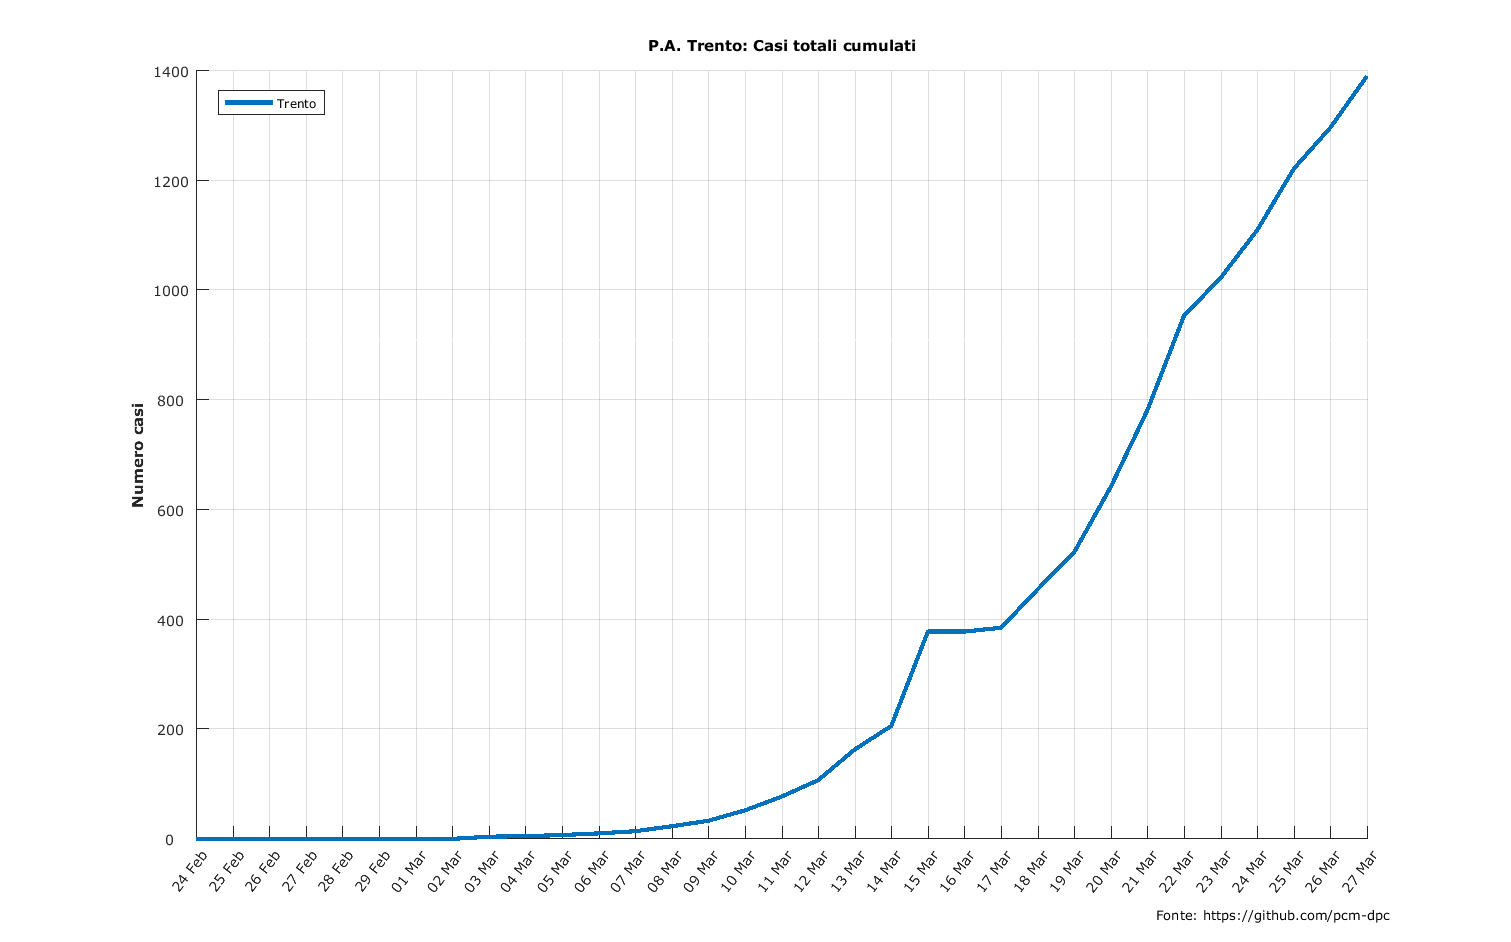 P.A. Trento: Casi totali cumulati
Trento
Numero casi
1400
1200
1000
800
600
400
200
0
24 Feb
25 Feb
26 Feb
27 Feb
28 Feb
29 Feb
01 Mar
02 Mar
03 Mar
04 Mar
05 Mar
06 Mar
07 Mar
08 Mar
09 Mar
10 Mar
11 Mar
12 Mar
13 Mar
14 Mar
15 Mar
16 Mar
17 Mar
18 Mar
19 Mar
20 Mar
21 Mar
22 Mar
23 Mar
24 Mar
25 Mar
26 Mar
27 Mar
Fonte: https://github.com/pcm-dpc